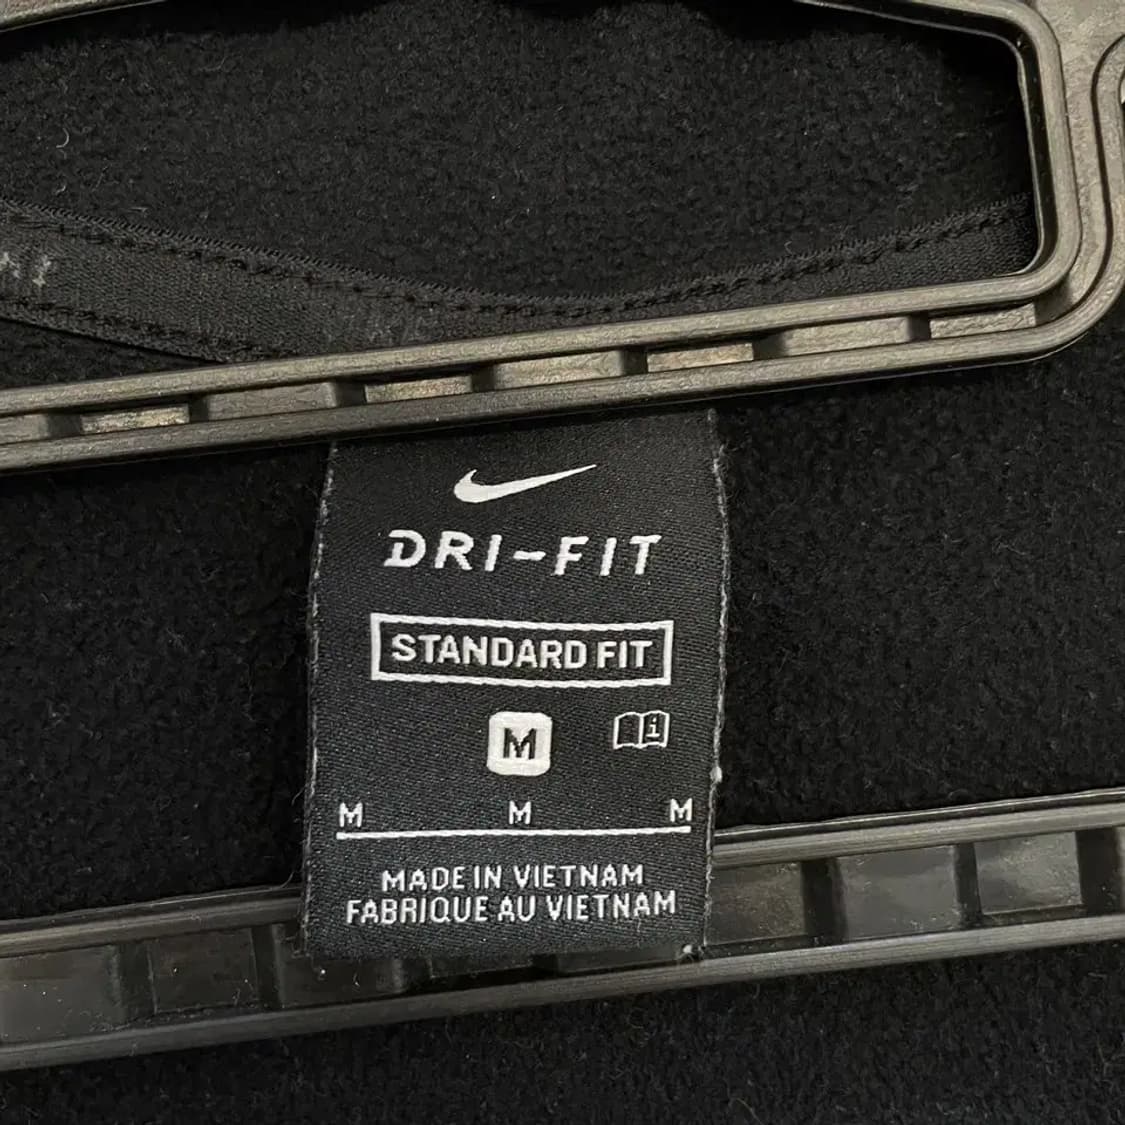 DRI-FIT
STANDARD FIT
M
i
M M M
MADE IN VIETNAM
FABRIQUE AU VIETNAM